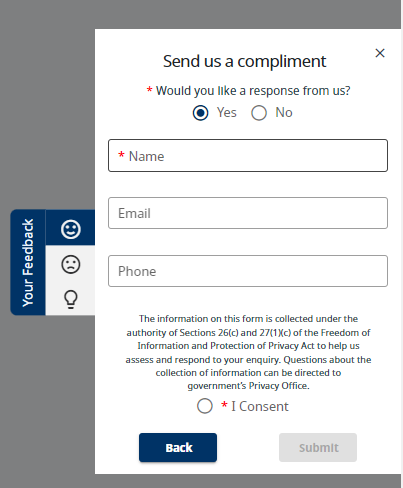 Send us a compliment
×
* Would you like a response from us?
Yes No
* Name
Email
Your Feedback
Phone
The information on this form is collected under the
authority of Sections 26(c) and 27(1)(c) of the Freedom of
Information and Protection of Privacy Act to help us
assess and respond to your enquiry. Questions about the
collection of information can be directed to
government's Privacy Office.
* I Consent
Back Submit